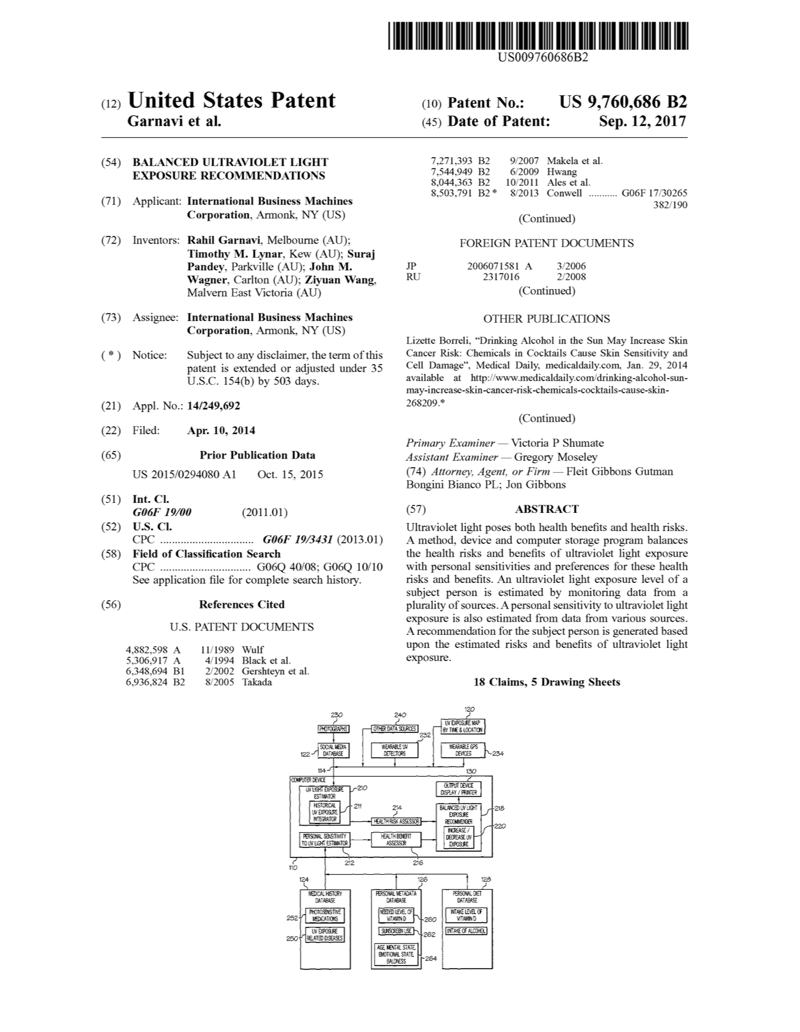 US009760686B2
(12) United States Patent
Garnavi et al.
(10) Patent No.: US 9,760,686 B2
(45) Date of Patent: Sep. 12, 2017
(54) BALANCED ULTRAVIOLET LIGHT
EXPOSURE RECOMMENDATIONS
(71) Applicant: International Business Machines
Corporation, Armonk, NY (US)
(72) Inventors: Rahil Garnavi, Melbourne (AU);
Timothy M. Lynar, Kew (AU); Suraj
Pandey, Parkville (AU); John M.
Wagner, Carlton (AU); Ziyuan Wang,
Malvern East Victoria (AU)
(73) Assignee: International Business Machines
Corporation, Armonk, NY (US)
( * ) Notice: Subject to any disclaimer, the term of this
patent is extended or adjusted under 35
U.S.C. 154(b) by 503 days.
(21) Appl. No.: 14/249,692
(22) Filed: Apr. 10, 2014
(65) Prior Publication Data
US 2015/0294080 A1 Oct. 15, 2015
(51) Int. Cl.
G06F 19/00 (2011.01)
(52) U.S. Cl.
CPC ................................ G06F 19/3431 (2013.01)
(58) Field of Classification Search
CPC ............................... G06Q 40/08; G06Q 10/10
See application file for complete search history.
(56) References Cited
U.S. PATENT DOCUMENTS
4,882,598 A 11/1989 Wulf
5,306,917 A 4/1994 Black et al.
6,348,694 B1 2/2002 Gershteyn et al.
6,936,824 B2 8/2005 Takada
7,271,393 B2 9/2007 Makela et al.
7,544,949 B2 6/2009 Hwang
8,044,363 B2 10/2011 Ales et al.
8,503,791 B2 * 8/2013 Conwell ........... G06F 17/30265
382/190
(Continued)
FOREIGN PATENT DOCUMENTS
JP 2006071581 A 3/2006
RU 2317016 2/2008
(Continued)
OTHER PUBLICATIONS
Lizette Borreli, “Drinking Alcohol in the Sun May Increase Skin
Cancer Risk: Chemicals in Cocktails Cause Skin Sensitivity and
Cell Damage”, Medical Daily, medicaldaily.com, Jan. 29, 2014
available at http://www.medicaldaily.com/drinking-alcohol-sun-
may-increase-skin-cancer-risk-chemicals-cocktails-cause-skin-
268209.*
(Continued)
Primary Examiner — Victoria P Shumate
Assistant Examiner — Gregory Moseley
(74) Attorney, Agent, or Firm — Fleit Gibbons Gutman
Bongini Bianco PL; Jon Gibbons
(57) ABSTRACT
Ultraviolet light poses both health benefits and health risks.
A method, device and computer storage program balances
the health risks and benefits of ultraviolet light exposure
with personal sensitivities and preferences for these health
risks and benefits. An ultraviolet light exposure level of a
subject person is estimated by monitoring data from a
plurality of sources. A personal sensitivity to ultraviolet light
exposure is also estimated from data from various sources.
A recommendation for the subject person is generated based
upon the estimated risks and benefits of ultraviolet light
exposure.
18 Claims, 5 Drawing Sheets
230
PHOTOGRAPHS
240
OTHER DATA SOURCES
120
UV EXPOSURE MAP
BY TIME & LOCATION
122
SOCIAL MEDIA
DATABASE
232
WEARABLE UV
DETECTORS
WEARABLE GPS
DEVICES
234
114
130
COMPUTER DEVICE
UV LIGHT EXPOSURE
ESTIMATOR
210
HISTORICAL
UV EXPOSURE
INTEGRATOR
211
214
HEALTH RISK ASSESSOR
OUTPUT DEVICE
DISPLAY / PRINTER
BALANCED UV LIGHT
EXPOSURE
RECOMMENDER
218
INCREASE /
DECREASE UV
EXPOSURE
220
PERSONAL SENSITIVITY
TO UV LIGHT ESTIMATOR
HEALTH BENEFIT
ASSESSOR
110
212
216
124
MEDICAL HISTORY
DATABASE
252
PHOTOSENSITIVE
MEDICATIONS
250
UV EXPOSURE
RELATED DISEASES
126
PERSONAL METADATA
DATABASE
NEEDED LEVEL OF
VITAMIN D
260
SUNSCREEN USE
262
AGE, MENTAL STATE,
EMOTIONAL STATE,
BALDNESS
264
128
PERSONAL DIET
DATABASE
INTAKE LEVEL OF
VITAMIN D
INTAKE OF ALCOHOL